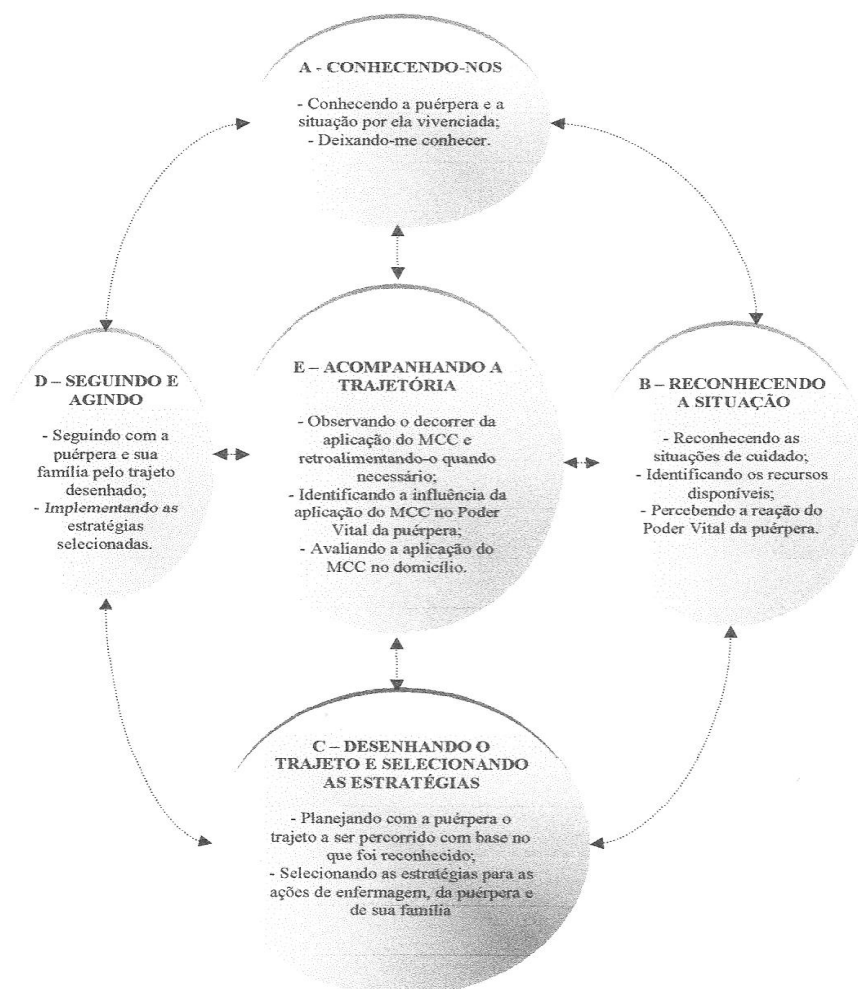 A - CONHECENDO-NOS
- Conhecendo a puérpera e a
situação por ela vivenciada;
- Deixando-me conhecer.
D – SEGUINDO E
AGINDO
- Seguindo com a
puérpera e sua
família pelo trajeto
desenhado;
- Implementando as
estratégias
selecionadas.
E – ACOMPANHANDO A
TRAJETÓRIA
- Observando o decorrer da
aplicação do MCC e
retroalimentando-o quando
necessário;
- Identificando a influência da
aplicação do MCC no Poder
Vital da puérpera;
- Avaliando a aplicação do
MCC no domicílio.
B – RECONHECENDO
A SITUAÇÃO
- Reconhecendo as
situações de cuidado;
- Identificando os recursos
disponíveis;
- Percebendo a reação do
Poder Vital da puérpera.
C – DESENHANDO O
TRAJETO E SELECIONANDO
AS ESTRATÉGIAS
- Planejando com a puérpera o
trajeto a ser percorrido com base no
que foi reconhecido;
- Selecionando as estratégias para as
ações de enfermagem, da puérpera e
de sua família